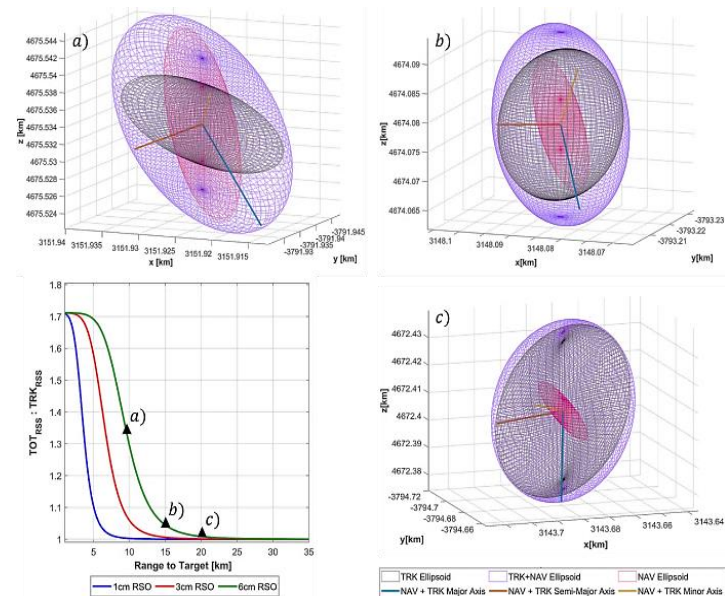 a)
4675.544
4675.542
4675.54
4675.538
4675.536
4675.534
4675.532
4675.53
4675.528
4675.526
4675.524
z [km]
3151.94
3151.935
3151.93
3151.925
3151.92
3151.915
x [km]
-3791.93
-3791.935
-3791.94
-3791.945
y [km]
b)
4674.09
4674.085
4674.08
4674.075
4674.07
4674.065
z[km]
3148.1
3148.09
3148.08
3148.07
x[km]
-3793.21
-3793.22
-3793.23
y [km]
1.8
1.7
1.6
1.5
1.4
1.3
1.2
1.1
1
TOT RSS : TRK RSS
a)
b)
c)
5
10
15
20
25
30
35
Range to Target [km]
1cm RSO
3cm RSO
6cm RSO
c)
4672.43
4672.42
4672.41
4672.4
4672.39
4672.38
z[km]
-3794.72
-3794.7
-3794.68
-3794.66
y[km]
3143.7
3143.68
3143.66
3143.64
x[km]
TRK Ellipsoid
TRK+NAV Ellipsoid
NAV Ellipsoid
NAV + TRK Major Axis
NAV + TRK Semi-Major Axis
NAV + TRK Minor Axis